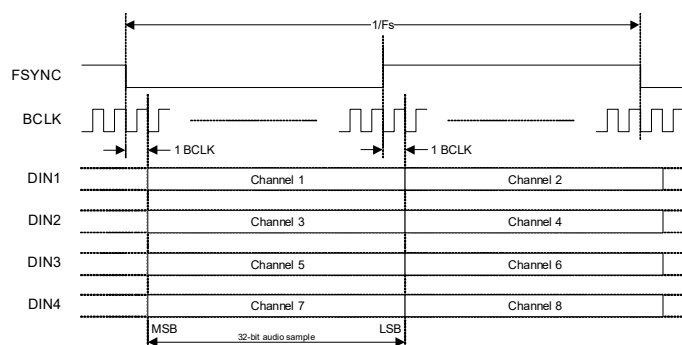 1/Fs
FSYNC
BCLK
1 BCLK 1 BCLK
DIN1 Channel 1 Channel 2
DIN2 Channel 3 Channel 4
DIN3 Channel 5 Channel 6
DIN4 Channel 7 Channel 8
MSB LSB
32-bit audio sample